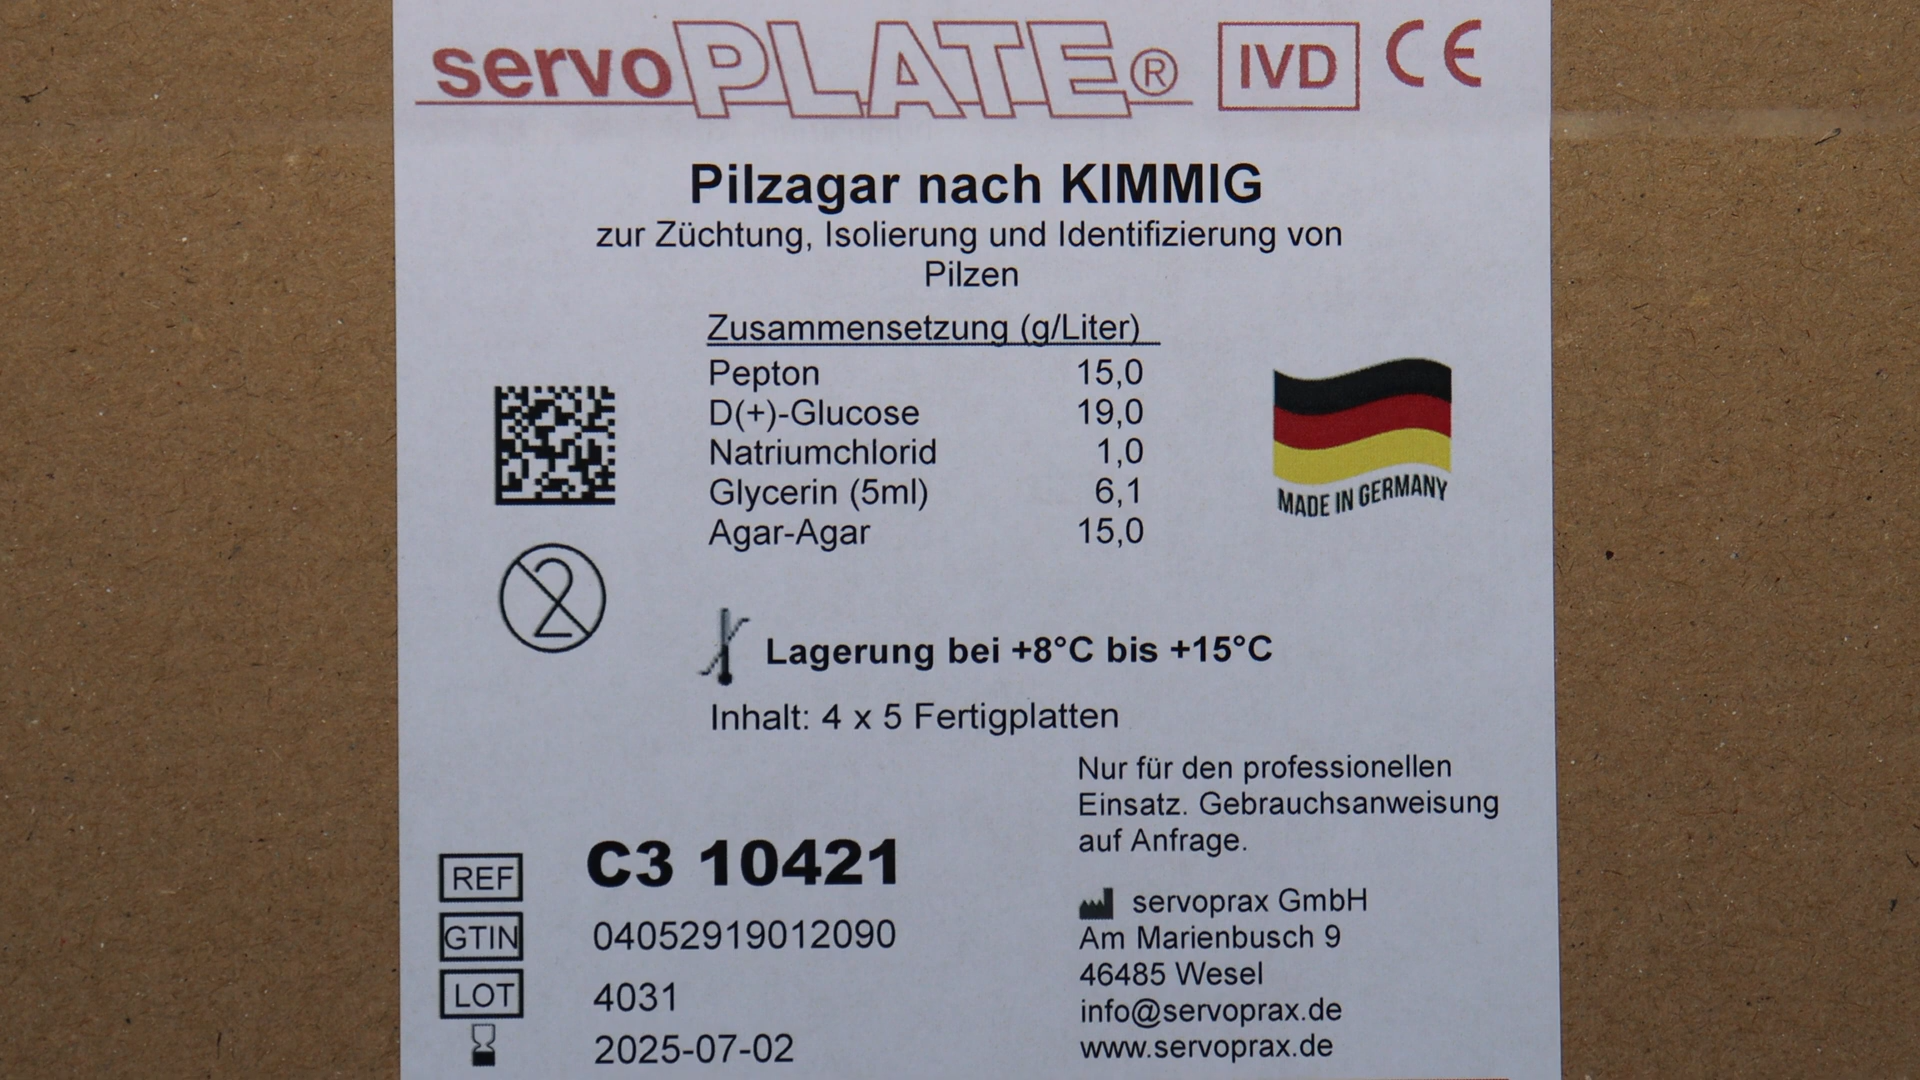 servoPLATE® IVD CE
Pilzagar nach KIMMIG
zur Züchtung, Isolierung und Identifizierung von
Pilzen
Zusammensetzung (g/Liter)
Pepton 15,0
D(+)-Glucose 19,0
Natriumchlorid 1,0
Glycerin (5ml) 6,1
Agar-Agar 15,0
MADE IN GERMANY
2
Lagerung bei +8°C bis +15°C
Inhalt: 4 x 5 Fertigplatten
Nur für den professionellen
Einsatz. Gebrauchsanweisung
auf Anfrage.
REF C3 10421
GTIN 04052919012090
LOT 4031
2025-07-02
servoprax GmbH
Am Marienbusch 9
46485 Wesel
info@servoprax.de
www.servoprax.de